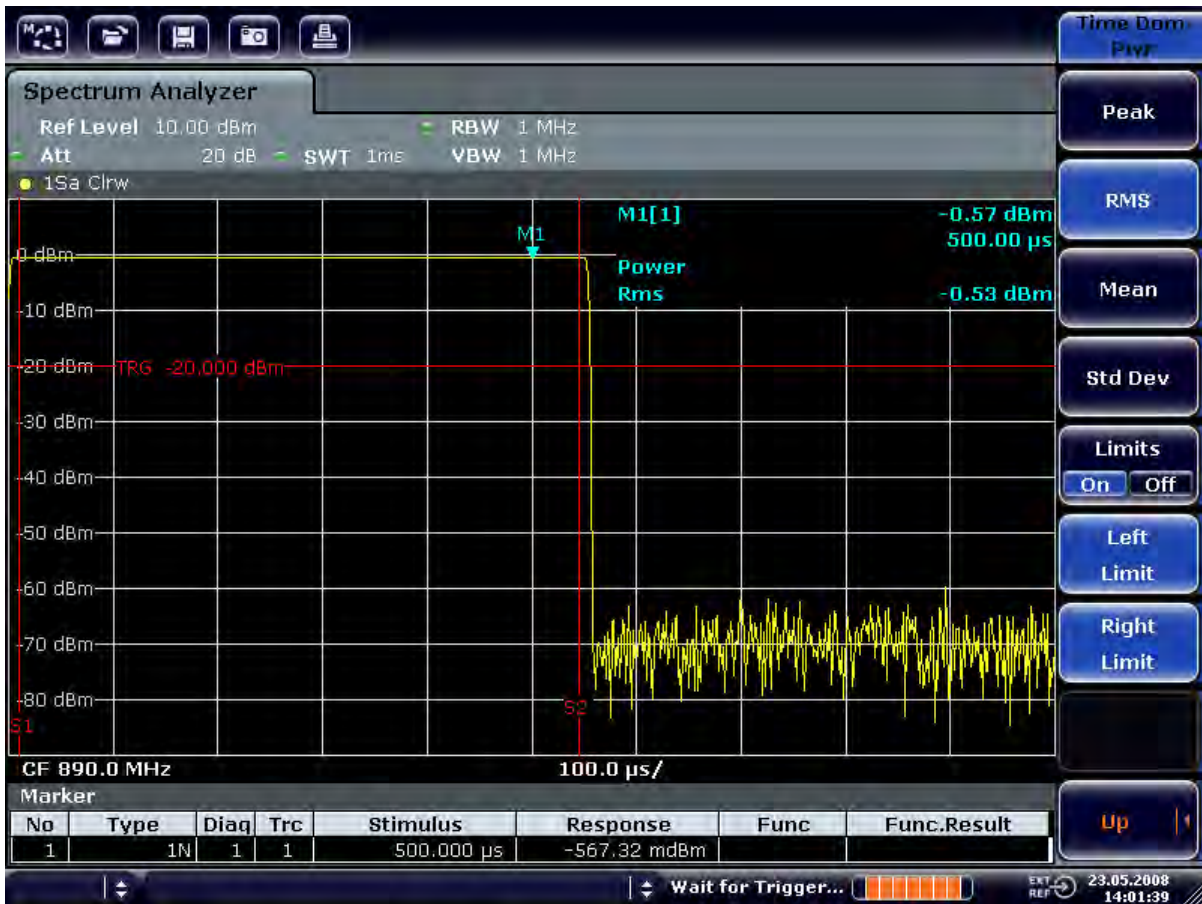 Time Dom
Pwr
Spectrum Analyzer
Ref Level 10.00 dBm RBW 1 MHz
Att 20 dB SWT 1ms VBW 1 MHz
1Sa Clrw
M1[1] -0.57 dBm
500.00 µs
Power
Rms -0.53 dBm
M1
0 dBm
-10 dBm
-20 dBm
TRG -20.000 dBm
-30 dBm
-40 dBm
-50 dBm
-60 dBm
-70 dBm
-80 dBm
S1
S2
CF 890.0 MHz 100.0 µs/
Marker
No Type Diaq Trc Stimulus Response Func Func.Result
1 1N 1 1 500.000 µs -567.32 mdBm
Wait for Trigger...
EXT
REF
23.05.2008
14:01:39
Peak
RMS
Mean
Std Dev
Limits
On Off
Left
Limit
Right
Limit
Up